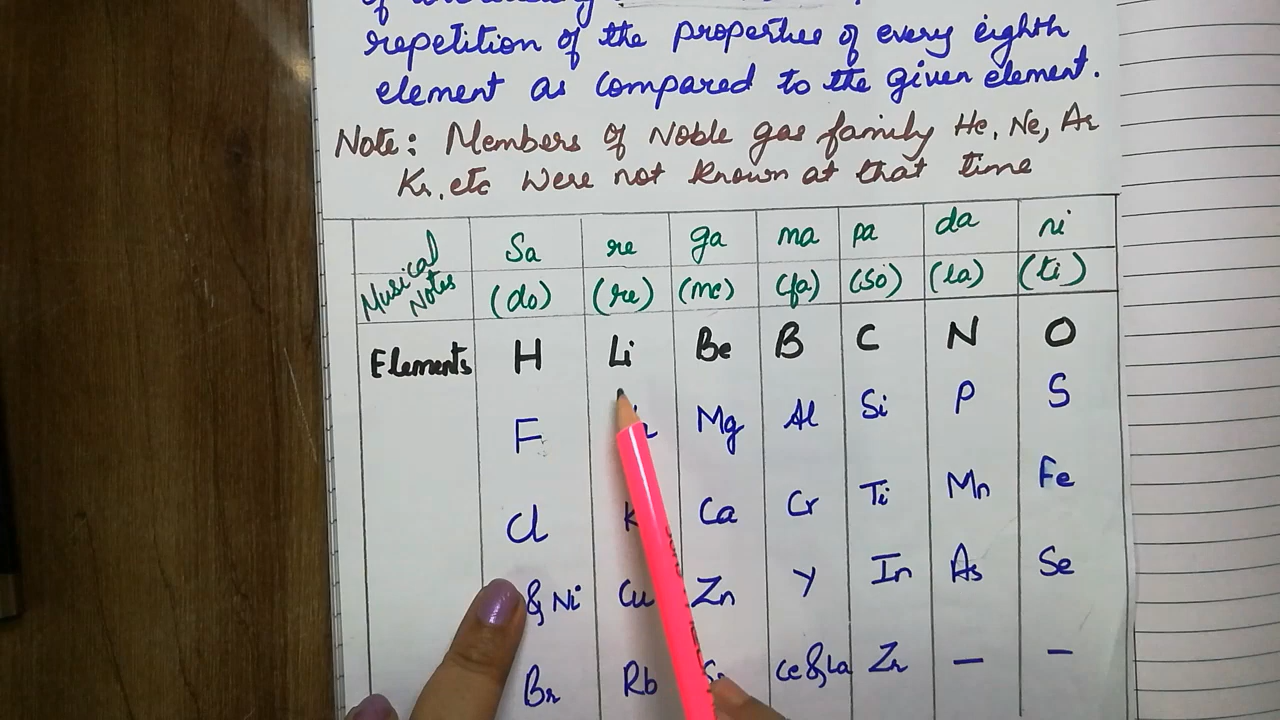 repetition of the properties of every eighth
element as compared to the given element.
Note: Members of Noble gas family He, Ne, Ar
Kr, etc were not known at that time
Musical Notes Sa re ga ma pa da ni
(do) (re) (me) (fa) (so) (la) (ti)
Elements H Li Be B C N O
F Mg Al Si P S
Cl K Ca Cr Ti Mn Fe
& Ni Cu Zn Y In As Se
Br Rb Ce & La Zr — —